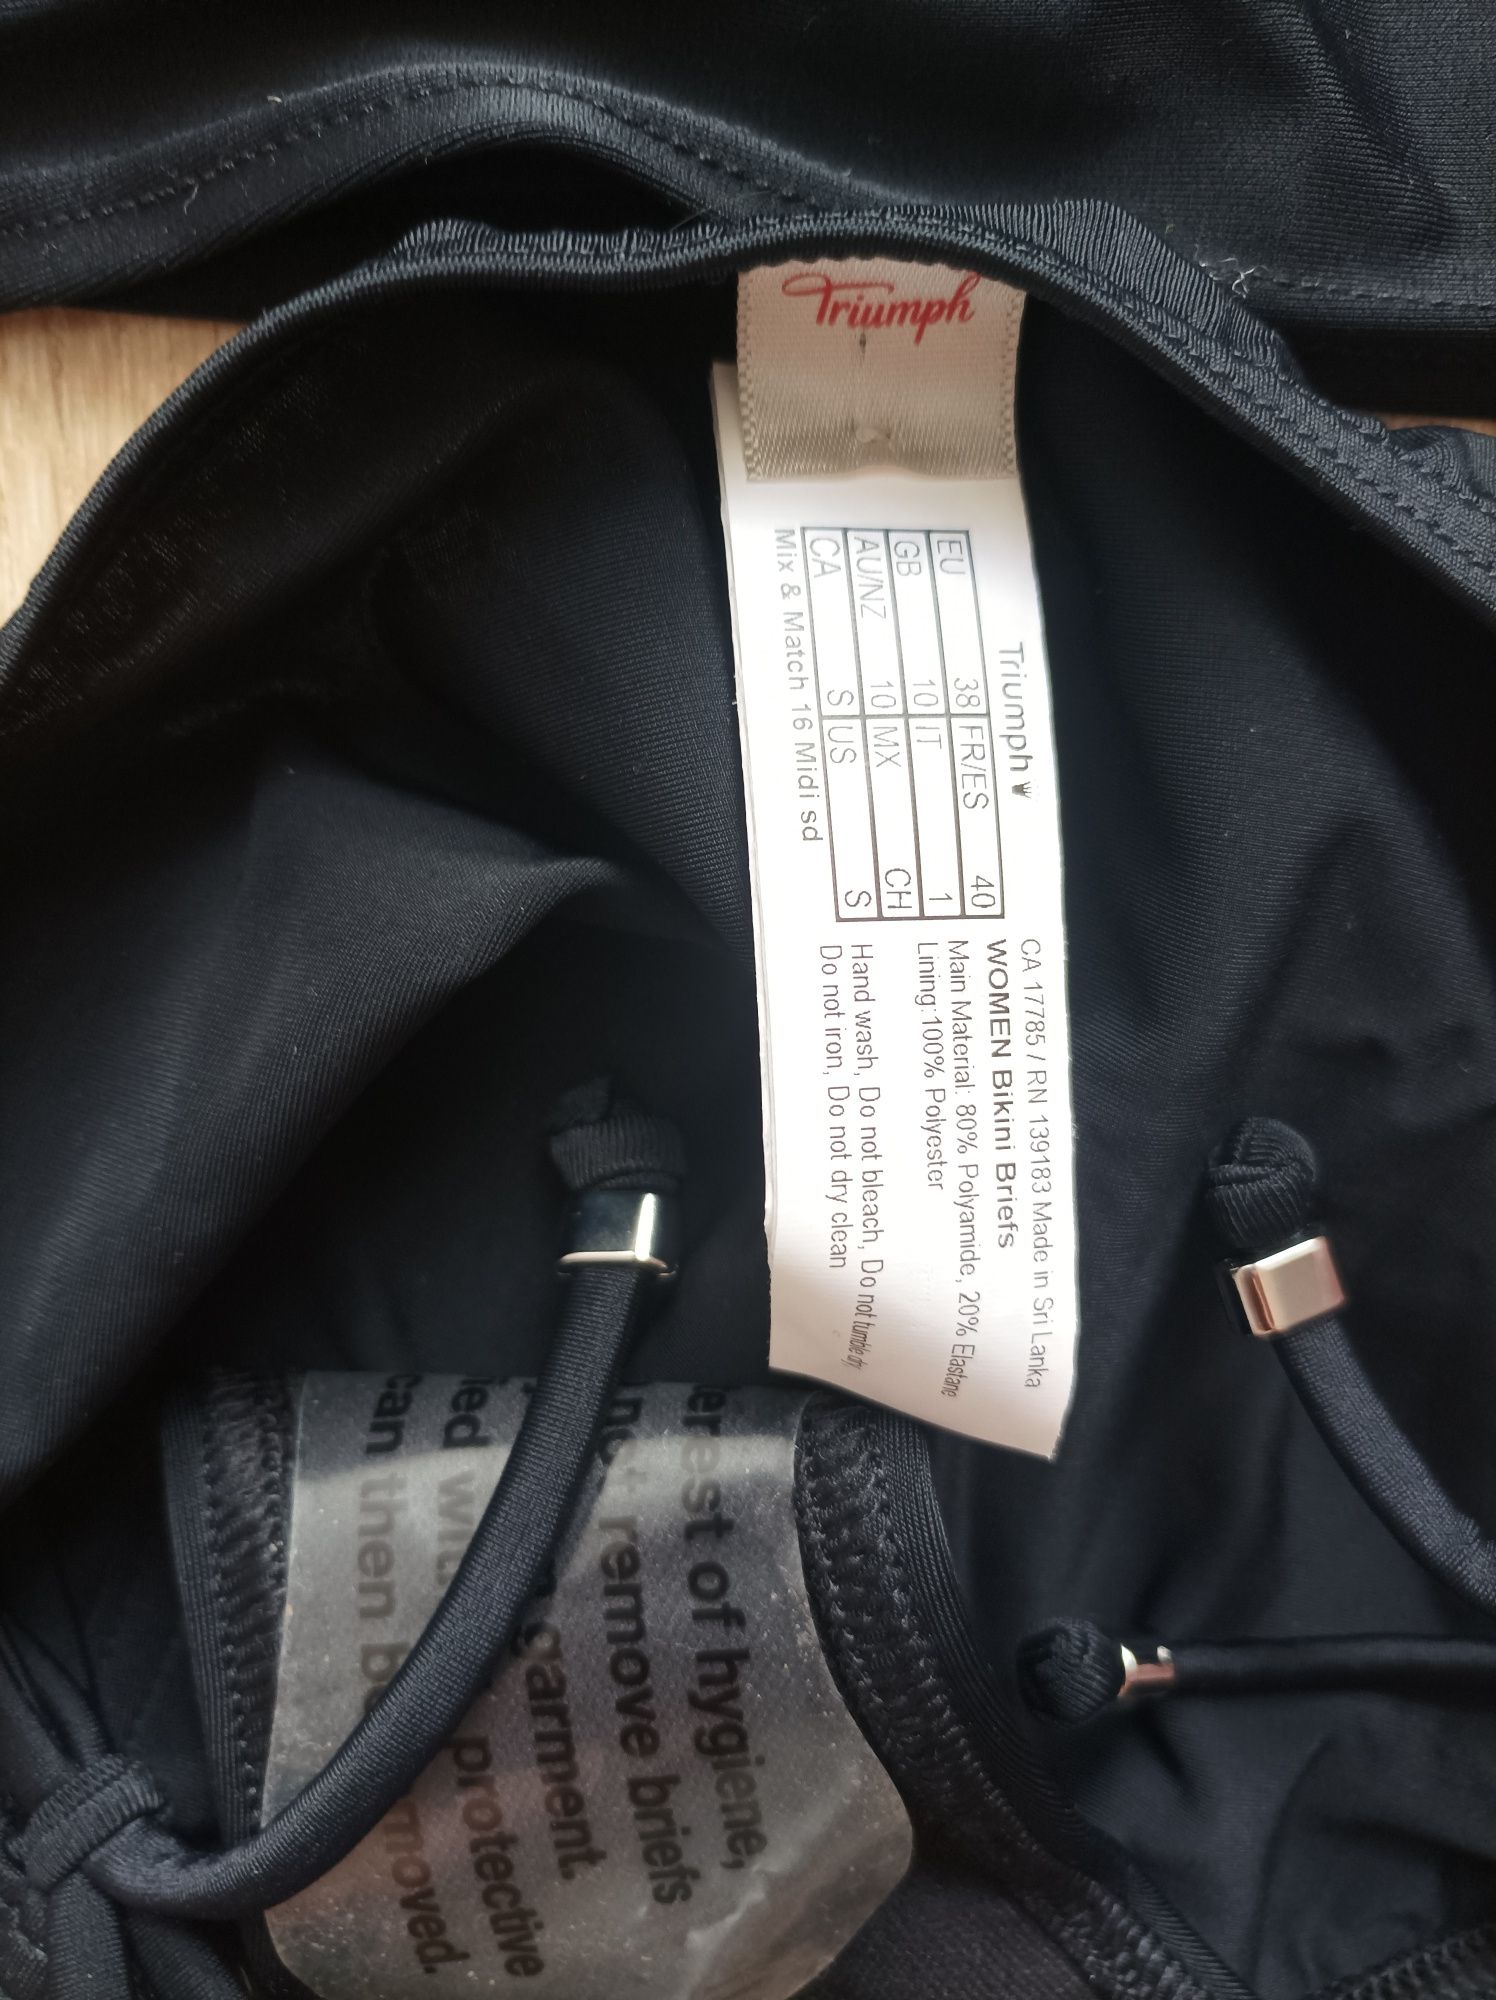 Triumph
Triumph
EU 38 FR/ES 40
GB 10 IT 1
AU/NZ 10 MX CH
CA S US S
Mix & Match 16 Midi sd
CA 17785 / RN 139183 Made in Sri Lanka
WOMEN Bikini Briefs
Main Material: 80% Polyamide, 20% Elastane
Lining:100% Polyester
Hand wash, Do not bleach, Do not tumble dry,
Do not iron, Do not dry clean
erest of hygiene,
remove briefs
garment.
ied protective
can then moved.